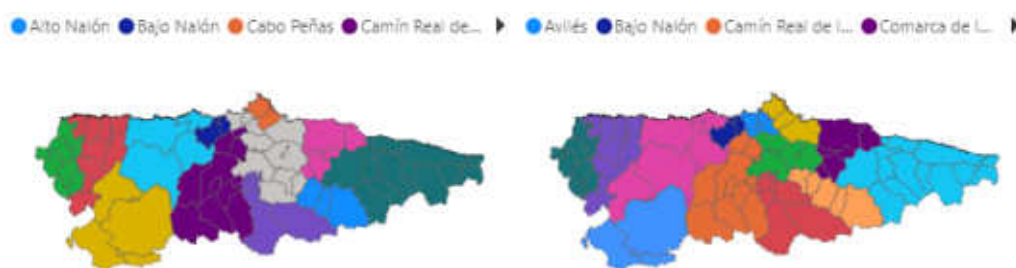 Alto Nalón Bajo Nalón Cabo Peñas Camín Real de...
Avilés Bajo Nalón Camín Real de l... Comarca de l...